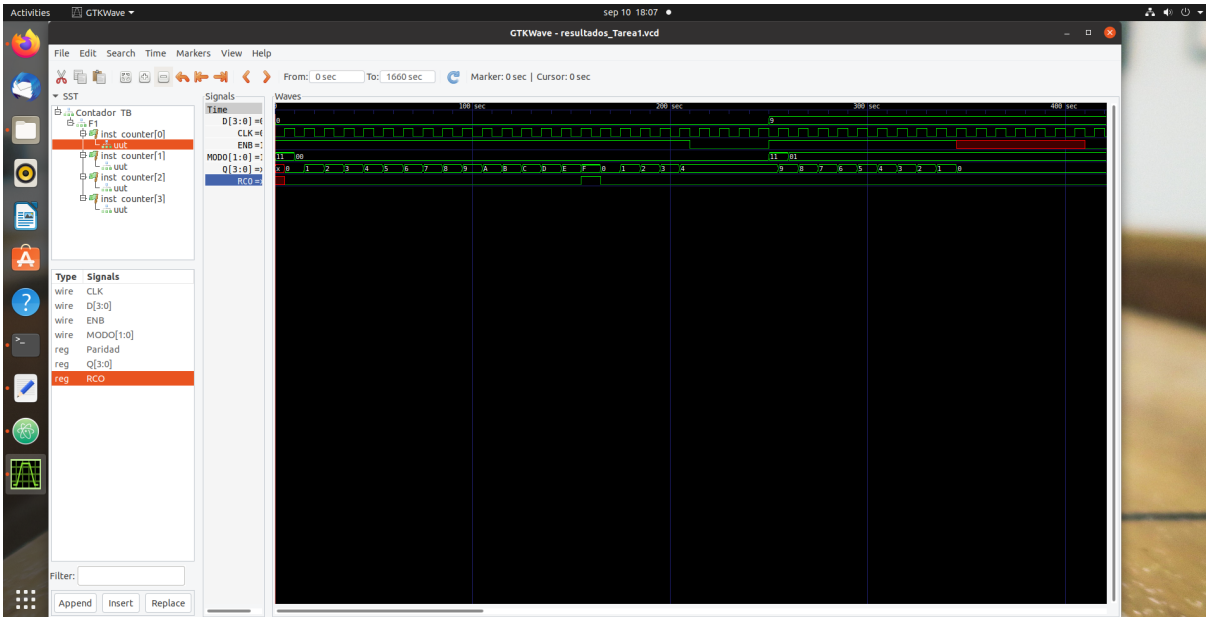 Activities GTKWave sep 10 18:07
GTKWave - resultados_Tarea1.vcd
File Edit Search Time Markers View Help
From: 0 sec To: 1660 sec Marker: 0 sec | Cursor: 0 sec
SST
Contador TB
F1
inst counter[0]
uut
inst counter[1]
uut
inst counter[2]
uut
inst counter[3]
uut
Type Signals
wire CLK
wire D[3:0]
wire ENB
wire MODO[1:0]
reg Paridad
reg Q[3:0]
reg RCO
Filter:
Append Insert Replace
Signals
Time
D[3:0] =
CLK =
ENB =
MODO[1:0] =
Q[3:0] =
RCO =
Waves
100 sec 200 sec 300 sec 400 sec
0 9
11 00 11 01
x 0 1 2 3 4 5 6 7 8 9 A B C D E F 0 1 2 3 4 9 8 7 6 5 4 3 2 1 0